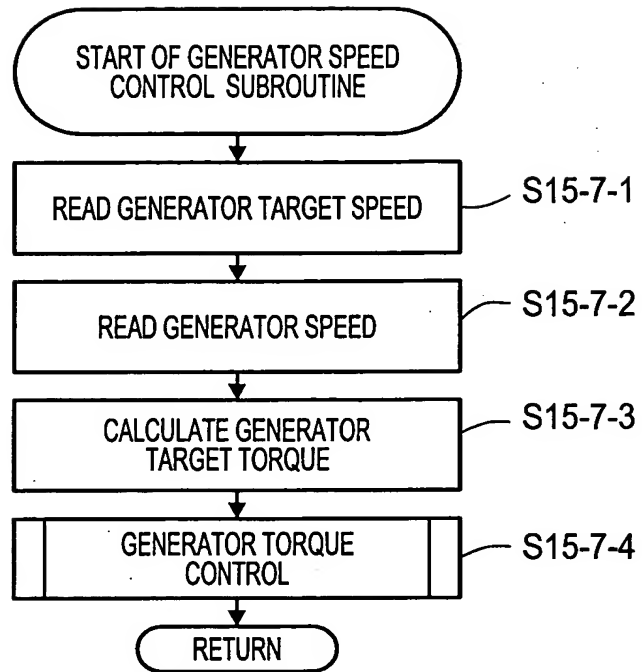 START OF GENERATOR SPEED
CONTROL SUBROUTINE
READ GENERATOR TARGET SPEED
S15-7-1
READ GENERATOR SPEED
S15-7-2
CALCULATE GENERATOR
TARGET TORQUE
S15-7-3
GENERATOR TORQUE
CONTROL
S15-7-4
RETURN